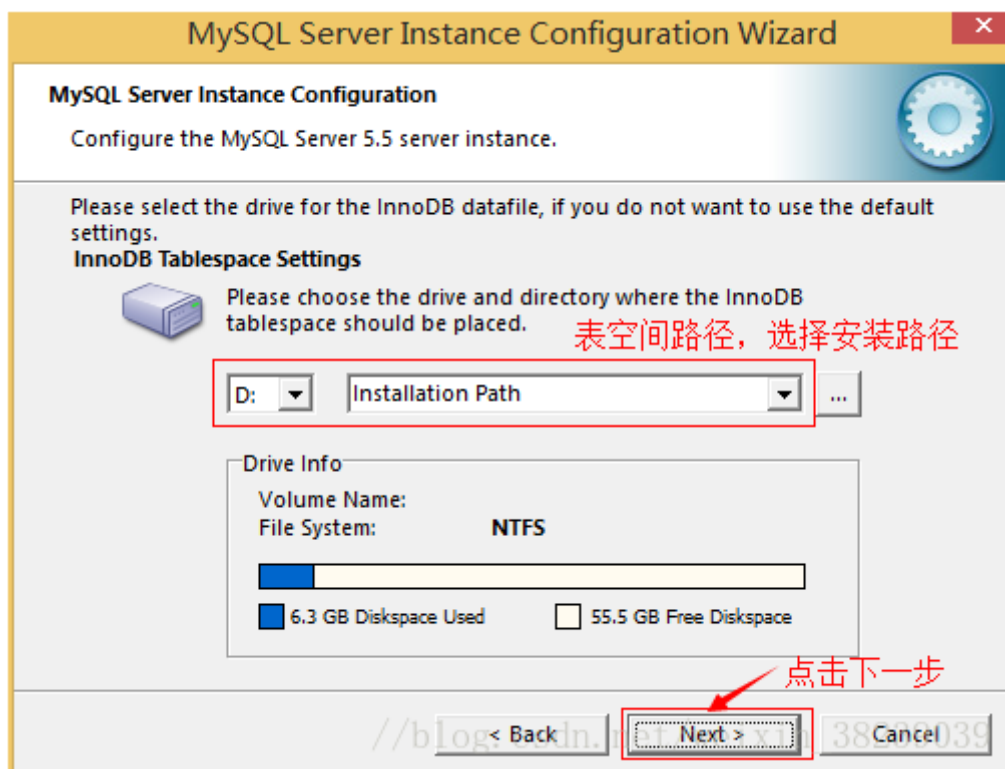 MySQL Server Instance Configuration Wizard
MySQL Server Instance Configuration
Configure the MySQL Server 5.5 server instance.
Please select the drive for the InnoDB datafile, if you do not want to use the default
settings.
InnoDB Tablespace Settings
Please choose the drive and directory where the InnoDB
tablespace should be placed.
表空间路径，选择安装路径
D:
Installation Path
...
Drive Info
Volume Name:
File System: NTFS
6.3 GB Diskspace Used 55.5 GB Free Diskspace
点击下一步
< Back Next > Cancel